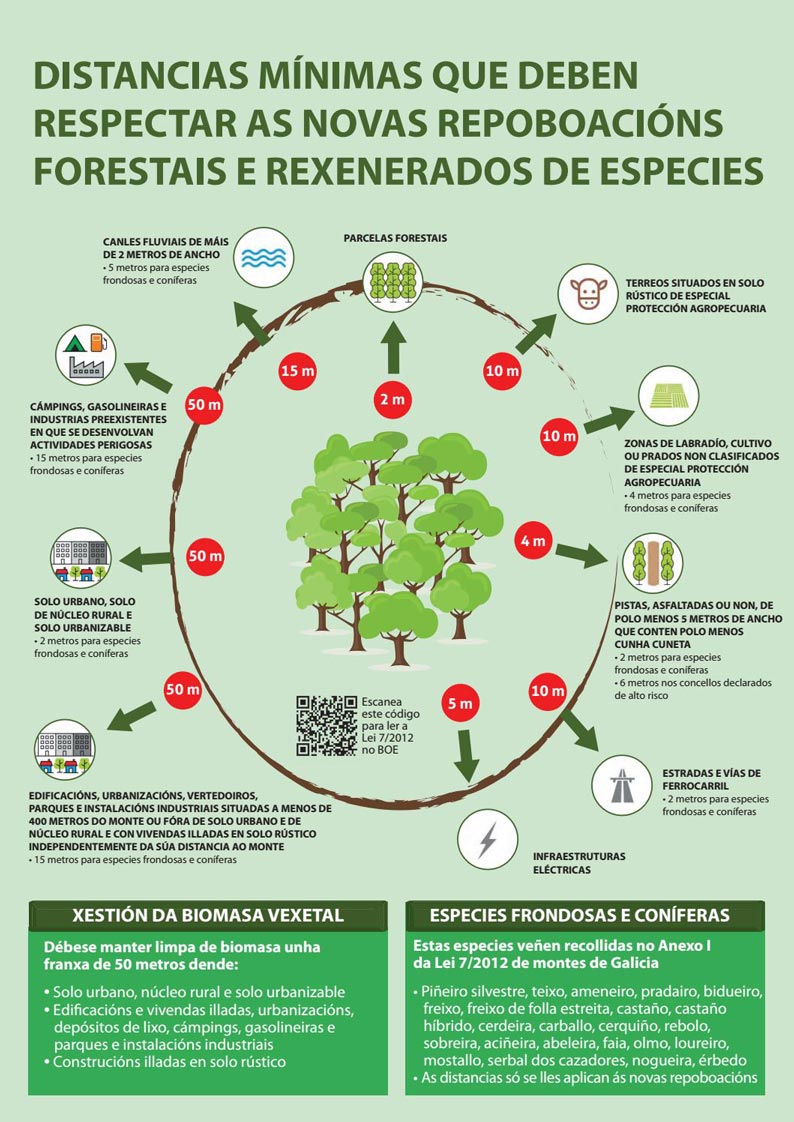 DISTANCIAS MÍNIMAS QUE DEBEN
RESPECTAR AS NOVAS REPOBOACIÓNS
FORESTAIS E REXENERADOS DE ESPECIES
CANLES FLUVIAIS DE MÁIS
DE 2 METROS DE ANCHO
• 5 metros para especies
frondosas e coníferas
15 m
PARCELAS FORESTAIS
2 m
TERREOS SITUADOS EN SOLO
RÚSTICO DE ESPECIAL
PROTECCIÓN AGROPECUARIA
10 m
CÁMPINGS, GASOLINEIRAS E
INDUSTRIAS PREEXISTENTES
EN QUE SE DESENVOLVAN
ACTIVIDADES PERIGOSAS
• 15 metros para especies
frondosas e coníferas
50 m
10 m
ZONAS DE LABRADÍO, CULTIVO
OU PRADOS NON CLASIFICADOS
DE ESPECIAL PROTECCIÓN
AGROPECUARIA
• 4 metros para especies
frondosas e coníferas
50 m
SOLO URBANO, SOLO
DE NÚCLEO RURAL E
SOLO URBANIZABLE
• 2 metros para especies
frondosas e coníferas
4 m
PISTAS, ASFALTADAS OU NON, DE
POLO MENOS 5 METROS DE ANCHO
QUE CONTEN POLO MENOS
CUNHA CUNETA
• 2 metros para especies
frondosas e coníferas
• 6 metros nos concellos declarados
de alto risco
50 m
EDIFICACIÓNS, URBANIZACIÓNS, VERTEDOIROS,
PARQUES E INSTALACIÓNS INDUSTRIAIS SITUADAS A MENOS DE
400 METROS DO MONTE OU FÓRA DE SOLO URBANO E DE
NÚCLEO RURAL E CON VIVENDAS ILLADAS EN SOLO RÚSTICO
INDEPENDENTEMENTE DA SÚA DISTANCIA AO MONTE
• 15 metros para especies frondosas e coníferas
Escanea
este código
para ler a
Lei 7/2012
no BOE
5 m
INFRAESTRUTURAS
ELÉCTRICAS
10 m
ESTRADAS E VÍAS DE
FERROCARRIL
• 2 metros para especies
frondosas e coníferas
XESTIÓN DA BIOMASA VEXETAL
Débese manter limpa de biomasa unha
franxa de 50 metros dende:
• Solo urbano, núcleo rural e solo urbanizable
• Edificacións e vivendas illadas, urbanizacións,
depósitos de lixo, cámpings, gasolineiras e
parques e instalacións industriais
• Construcións illadas en solo rústico
ESPECIES FRONDOSAS E CONÍFERAS
Estas especies veñen recollidas no Anexo I
da Lei 7/2012 de montes de Galicia
• Piñeiro silvestre, teixo, ameneiro, pradairo, bidueiro,
freixo, freixo de folla estreita, castaño, castaño
híbrido, cerdeira, carballo, cerquiño, rebolo,
sobreira, aciñeira, abeleira, faia, olmo, loureiro,
mostallo, serbal dos cazadores, nogueira, érbedo
• As distancias só se lles aplican ás novas repoboacións